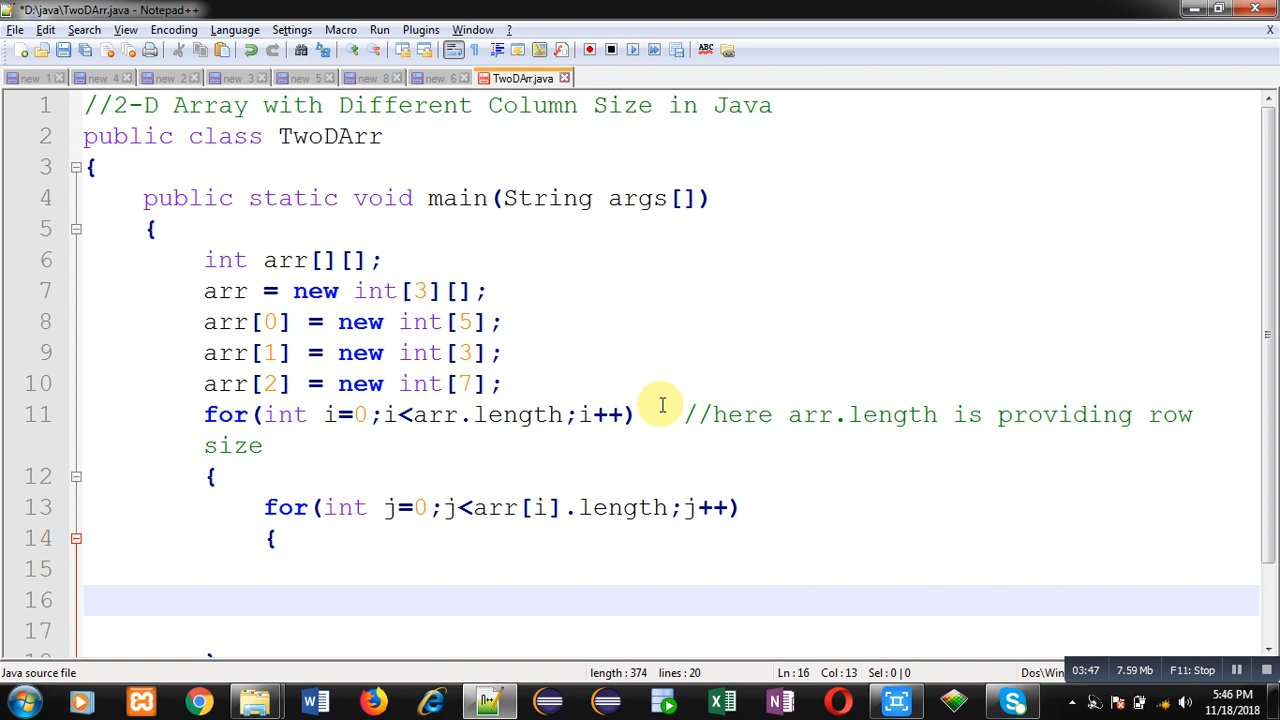 *D:\java\TwoDArr.java - Notepad++
File Edit Search View Encoding Language Settings Macro Run Plugins Window ? X
new 1 new 4 new 2 new 3 new 5 new 8 new 6 TwoDArr.java
1 //2-D Array with Different Column Size in Java
2 public class TwoDArr
3 {
4 public static void main(String args[])
5 {
6 int arr[][];
7 arr = new int[3][];
8 arr[0] = new int[5];
9 arr[1] = new int[3];
10 arr[2] = new int[7];
11 for(int i=0;i<arr.length;i++) //here arr.length is providing row
size
12 {
13 for(int j=0;j<arr[i].length;j++)
14 {
15
16
17
Java source file length : 374 lines : 20 Ln : 16 Col : 13 Sel : 0 | 0 Dos\Win 03:47 7.59 Mb F11: Stop
5:46 PM
11/18/2018